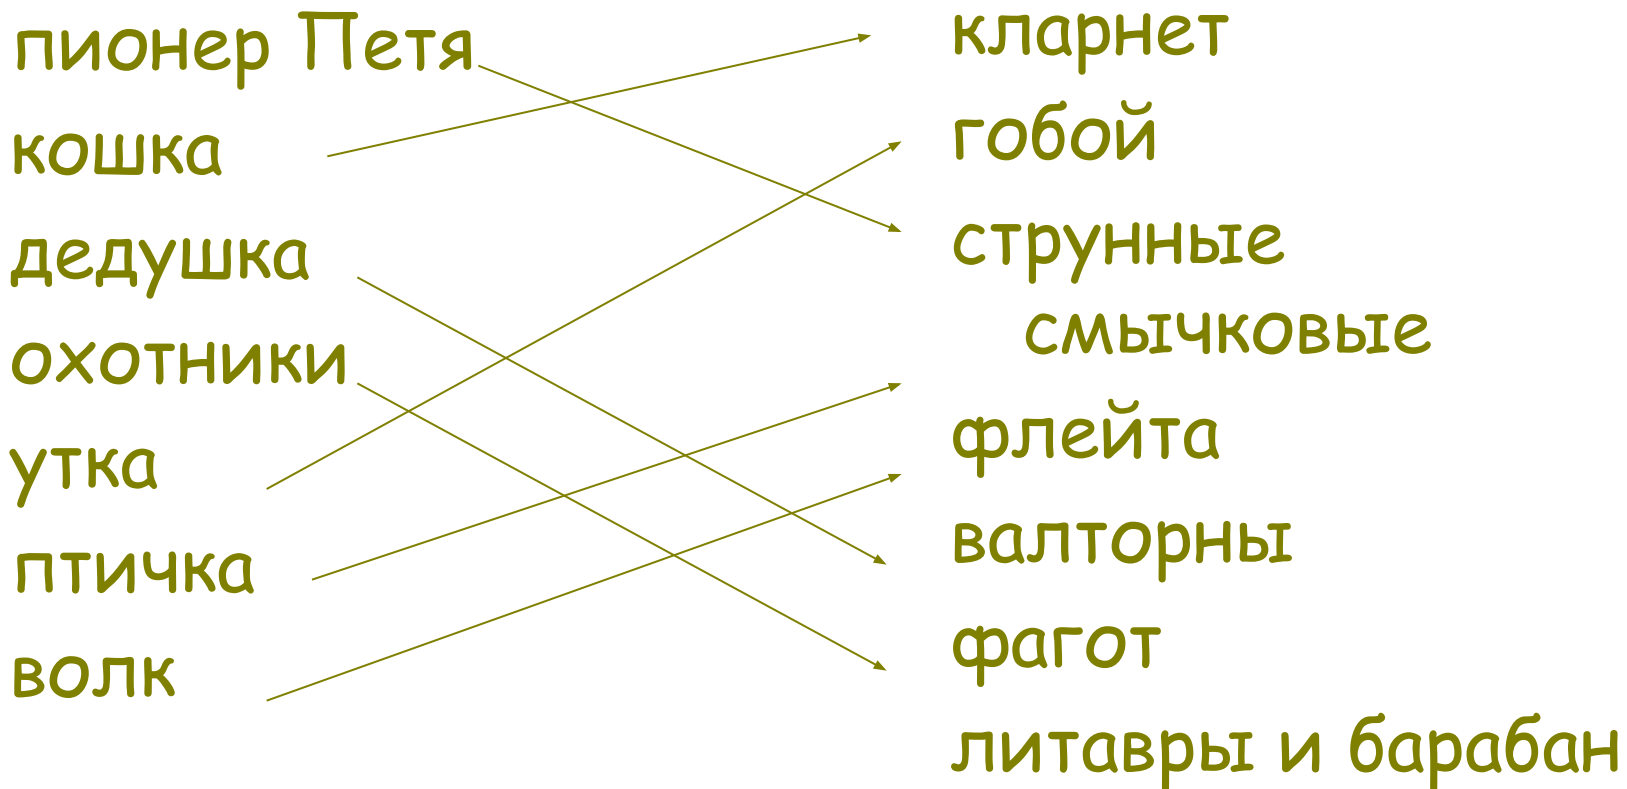 пионер Петя
кошка
дедушка
охотники
утка
птичка
волк
кларнет
гобой
струнные
смычковые
флейта
валторны
фагот
литавры и барабан